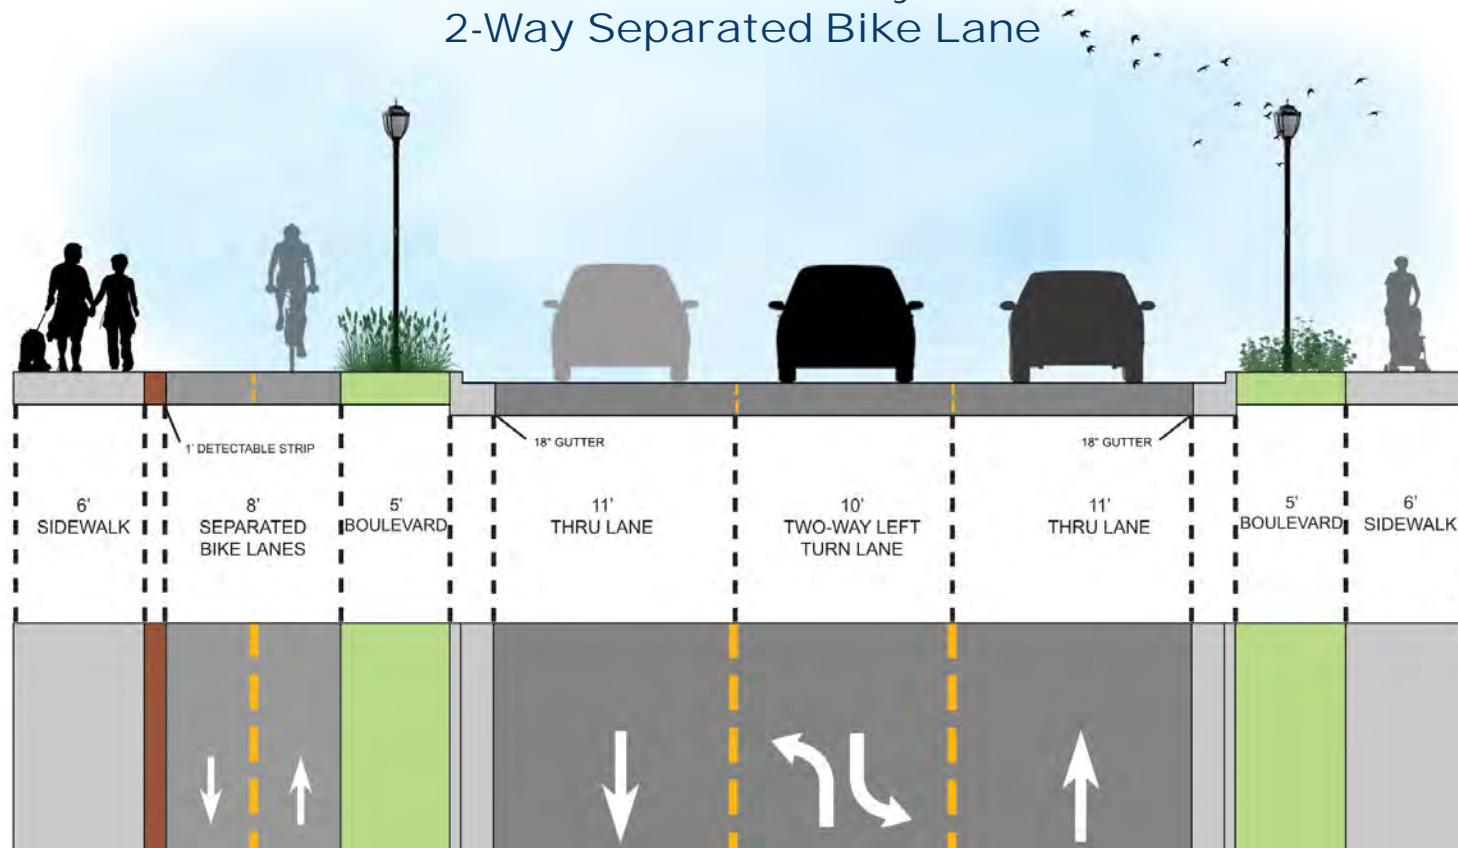 2-Way Separated Bike Lane
1' DETECTABLE STRIP
18" GUTTER
18" GUTTER
6'
SIDEWALK
8'
SEPARATED
BIKE LANES
5'
BOULEVARD
11'
THRU LANE
10'
TWO-WAY LEFT
TURN LANE
11'
THRU LANE
5'
BOULEVARD
6'
SIDEWALK